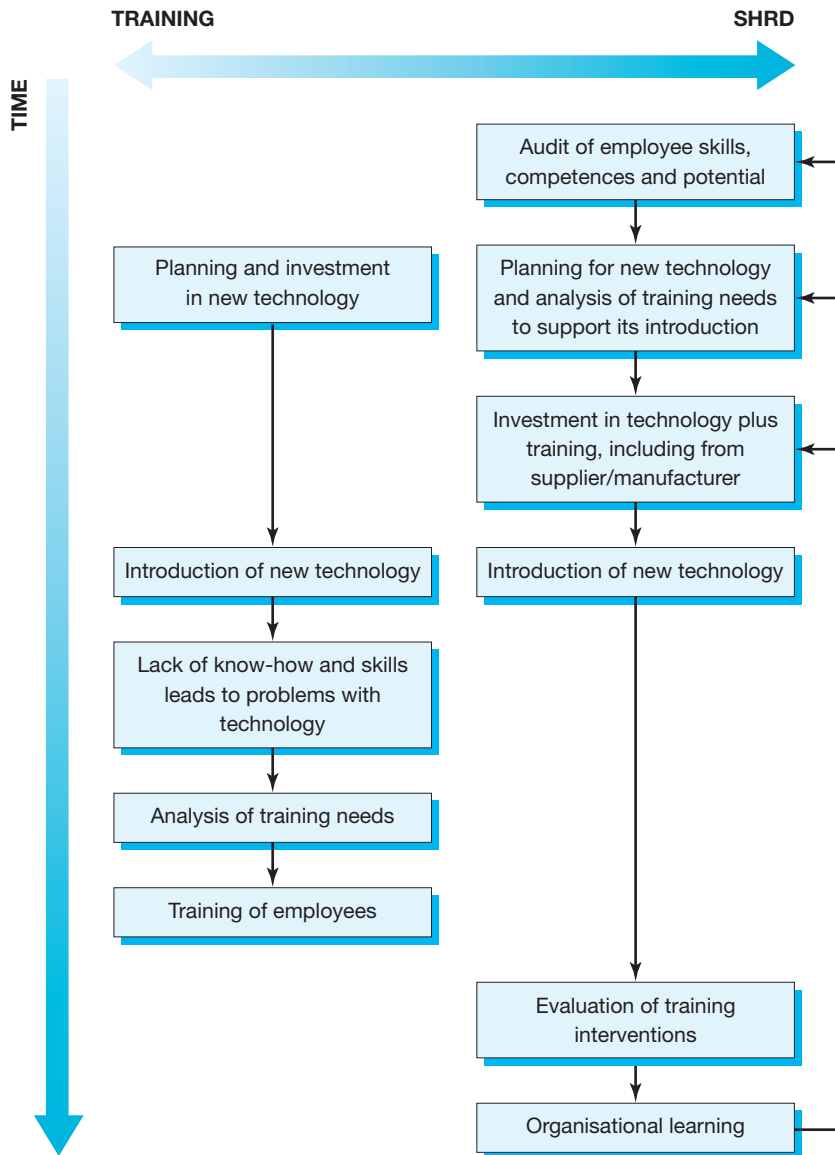 TRAINING
SHRD
TIME
Audit of employee skills,
competences and potential
Planning and investment
in new technology
Planning for new technology
and analysis of training needs
to support its introduction
Investment in technology plus
training, including from
supplier/manufacturer
Introduction of new technology
Introduction of new technology
Lack of know-how and skills
leads to problems with
technology
Analysis of training needs
Training of employees
Evaluation of training
interventions
Organisational learning